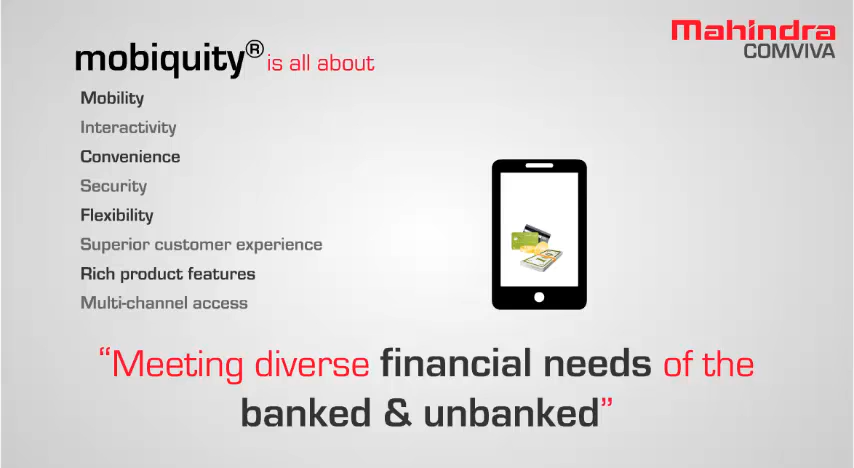 mobiquity® is all about
Mahindra
COMVIVA
Mobility
Interactivity
Convenience
Security
Flexibility
Superior customer experience
Rich product features
Multi-channel access
“Meeting diverse financial needs of the
banked & unbanked”